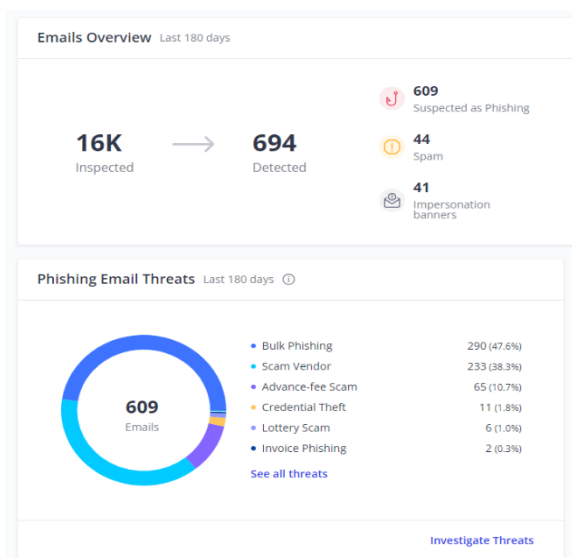 Emails Overview Last 180 days
609
Suspected as Phishing
16K
Inspected
694
Detected
44
Spam
41
Impersonation
banners
Phishing Email Threats Last 180 days
609
Emails
Bulk Phishing 290 (47.6%)
Scam Vendor 233 (38.3%)
Advance-fee Scam 65 (10.7%)
Credential Theft 11 (1.8%)
Lottery Scam 6 (1.0%)
Invoice Phishing 2 (0.3%)
See all threats
Investigate Threats